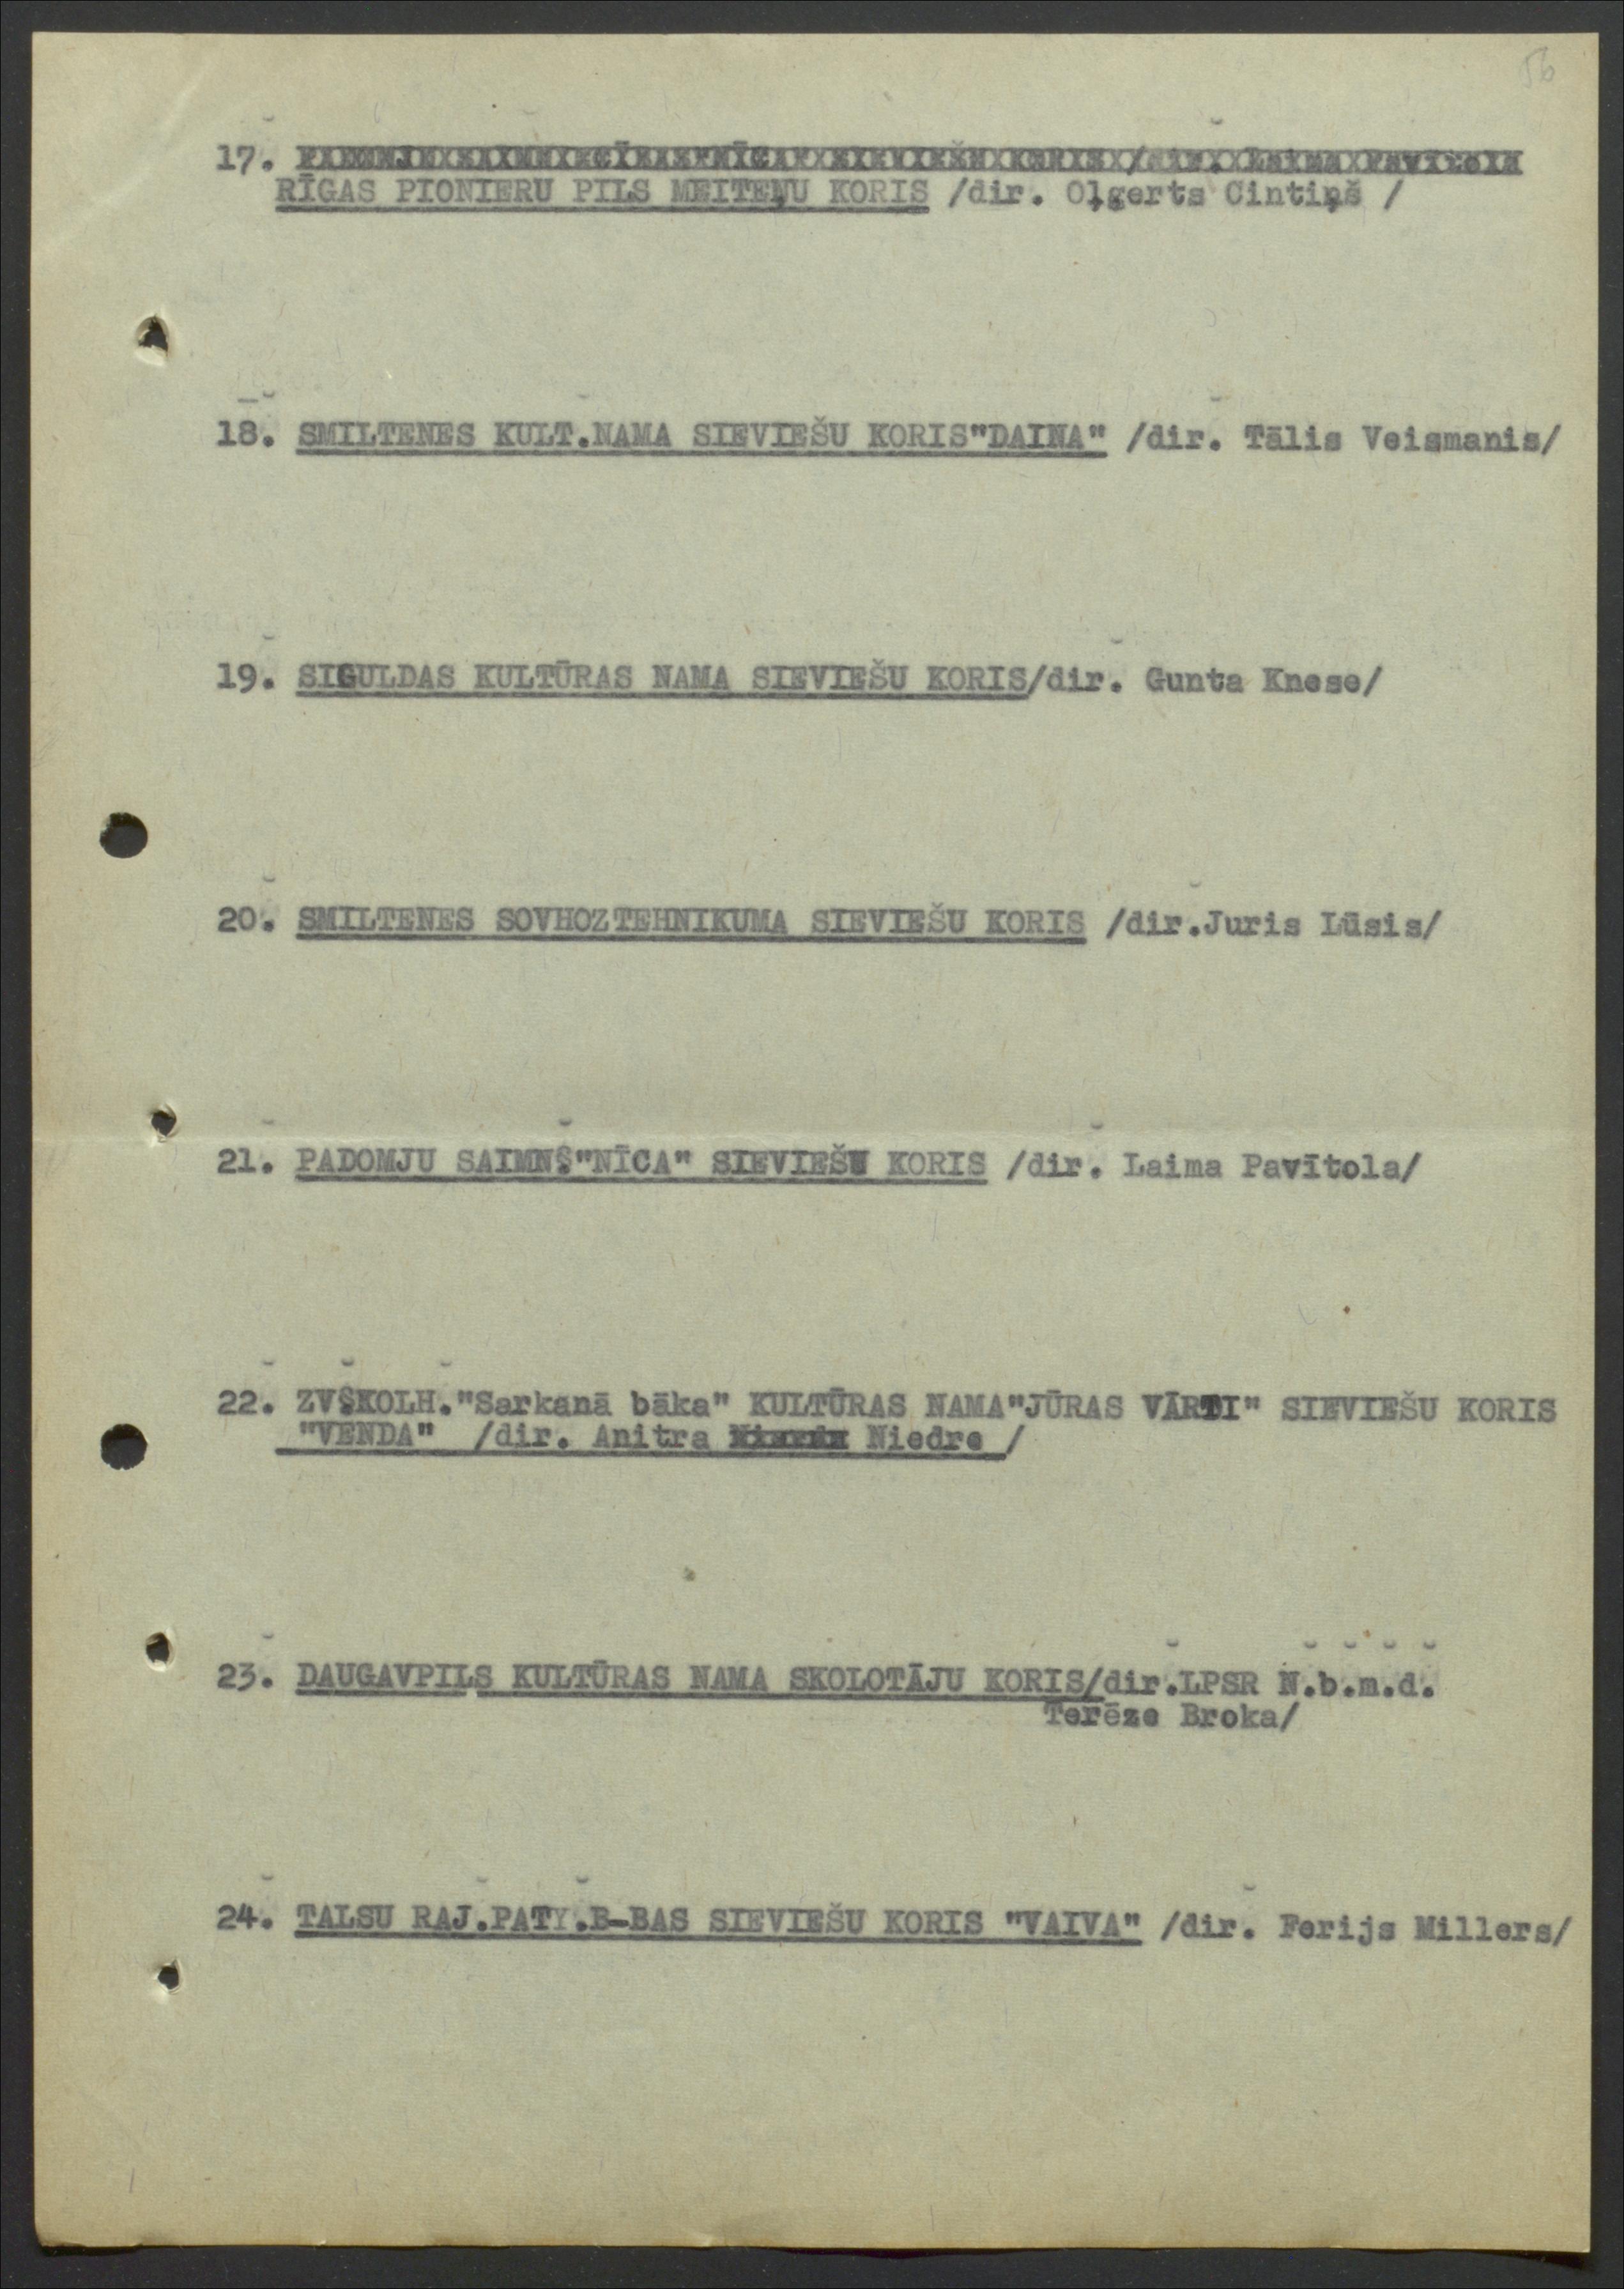 56
17.
RĪGAS PIONIERU PILS MEITEŅU KORIS /dir. Oļgerts Cintiņš /
18. SMILTENES KULT.NAMA SIEVIEŠU KORIS"DAINA" /dir. Tālis Veismanis/
19. SIGULDAS KULTŪRAS NAMA SIEVIEŠU KORIS/dir. Gunta Knese/
20. SMILTENES SOVHOZTEHNIKUMA SIEVIEŠU KORIS /dir.Juris Lūsis/
21. PADOMJU SAIMNS."NĪCA" SIEVIEŠU KORIS /dir. Laima Pavītola/
22. ZVŠKOLH."Sarkanā bāka" KULTŪRAS NAMA"JŪRAS VĀRTI" SIEVIEŠU KORIS
"VENDA" /dir. Anitra Niedre /
23. DAUGAVPILS KULTŪRAS NAMA SKOLOTĀJU KORIS/dir.LPSR N.b.m.d.
Terēze Broka/
24. TALSU RAJ.PATY.B-BAS SIEVIEŠU KORIS "VAIVA" /dir. Ferijs Millers/